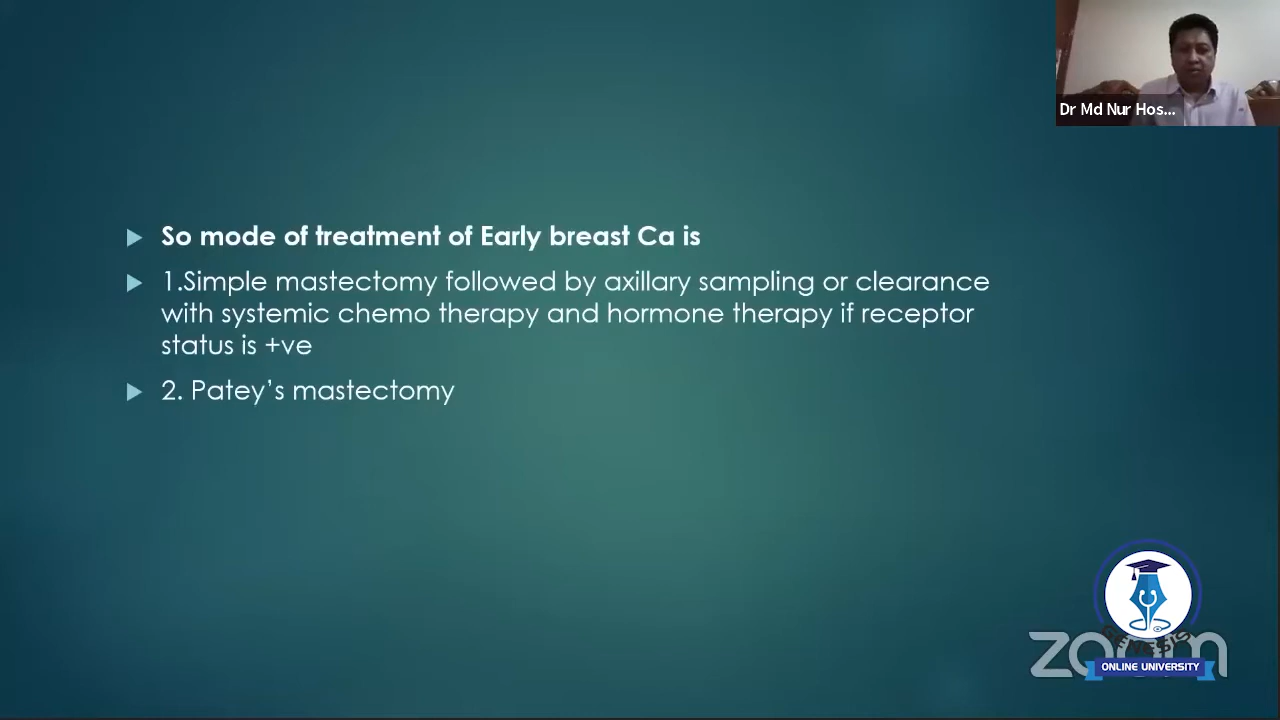 Dr Md Nur Hos...
So mode of treatment of Early breast Ca is
1.Simple mastectomy followed by axillary sampling or clearance
with systemic chemo therapy and hormone therapy if receptor
status is +ve
2. Patey’s mastectomy
zoom
ONLINE UNIVERSITY